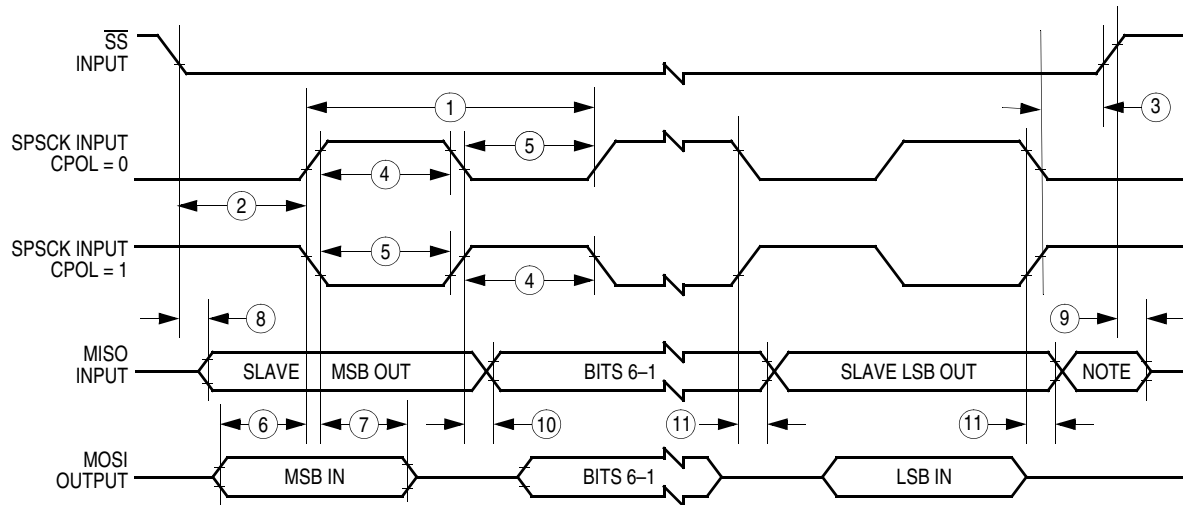 SS
INPUT
1
3
SPSCK INPUT
CPOL = 0
5
4
2
SPSCK INPUT
CPOL = 1
5
4
8
9
MISO
INPUT
SLAVE MSB OUT
BITS 6–1
SLAVE LSB OUT
NOTE
6
7
10
11
11
MOSI
OUTPUT
MSB IN
BITS 6–1
LSB IN